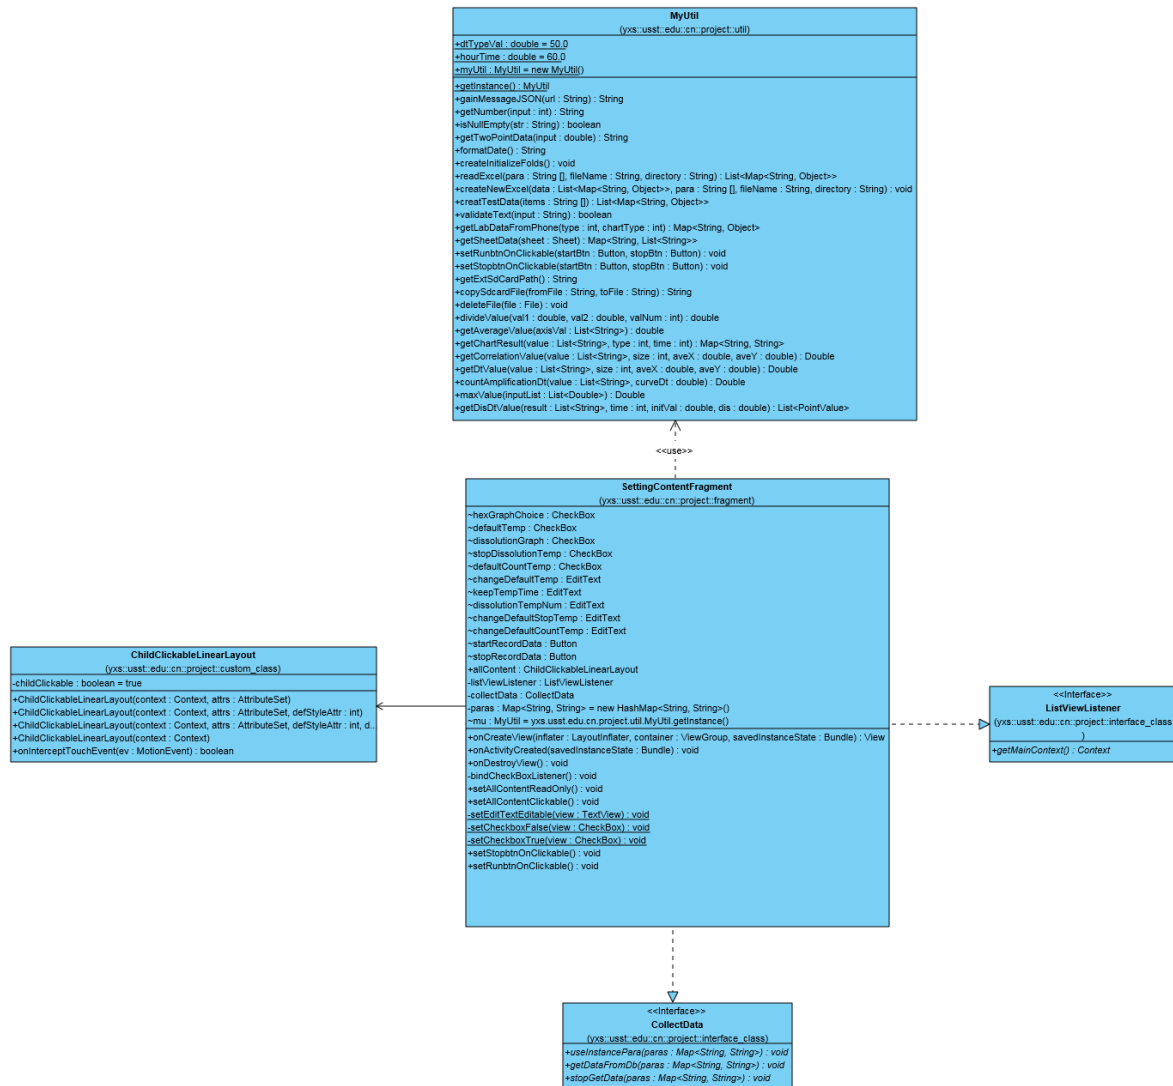 MyUtil
(yxs::usst::edu::cn::project::util)
+dtTypeVal : double = 50.0
+hourTime : double = 60.0
+myUtil : MyUtil = new MyUtil()
+getInstance() : MyUtil
+gainMessageJSON(url : String) : String
+getNumber(input : int) : String
+isNullEmpty(str : String) : boolean
+getTwoPointData(input : double) : String
+formatDate() : String
+createInitializeFolds() : void
+readExcel(para : String [], fileName : String, directory : String) : List<Map<String, Object>>
+createNewExcel(data : List<Map<String, Object>>, para : String [], fileName : String, directory : String) : void
+creatTestData(items : String []) : List<Map<String, Object>>
+validateText(input : String) : boolean
+getLabDataFromPhone(type : int, chartType : int) : Map<String, Object>
+getSheetData(sheet : Sheet) : Map<String, List<String>>
+setRunbtnOnClickable(startBtn : Button, stopBtn : Button) : void
+setStopbtnOnClickable(startBtn : Button, stopBtn : Button) : void
+getExtSdCardPath() : String
+copySdcardFile(fromFile : String, toFile : String) : String
+deleteFile(file : File) : void
+divideValue(val1 : double, val2 : double, valNum : int) : double
+getAverageValue(axisVal : List<String>) : double
+getChartResult(value : List<String>, type : int, time : int) : Map<String, String>
+getCorrelationValue(value : List<String>, size : int, aveX : double, aveY : double) : Double
+getDtValue(value : List<String>, size : int, aveX : double, aveY : double) : Double
+countAmplificationDt(value : List<String>, curveDt : double) : Double
+maxValue(inputList : List<Double>) : Double
+getDisDtValue(result : List<String>, time : int, initVal : double, dis : double) : List<PointValue>
<<use>>
SettingContentFragment
(yxs::usst::edu::cn::project::fragment)
~hexGraphChoice : CheckBox
~defaultTemp : CheckBox
~dissolutionGraph : CheckBox
~stopDissolutionTemp : CheckBox
~defaultCountTemp : CheckBox
~changeDefaultTemp : EditText
~keepTempTime : EditText
~dissolutionTempNum : EditText
~changeDefaultStopTemp : EditText
~changeDefaultCountTemp : EditText
~startRecordData : Button
~stopRecordData : Button
+allContent : ChildClickableLinearLayout
-listViewListener : ListViewListener
-collectData : CollectData
-paras : Map<String, String> = new HashMap<String, String>()
~mu : MyUtil = yxs.usst.edu.cn.project.util.MyUtil.getInstance()
+onCreateView(inflater : LayoutInflater, container : ViewGroup, savedInstanceState : Bundle) : View
+onActivityCreated(savedInstanceState : Bundle) : void
+onDestroyView() : void
-bindCheckBoxListener() : void
+setAllContentReadOnly() : void
+setAllContentClickable() : void
-setEditTextEditable(view : TextView) : void
-setCheckboxFalse(view : CheckBox) : void
-setCheckboxTrue(view : CheckBox) : void
+setStopbtnOnClickable() : void
+setRunbtnOnClickable() : void
ChildClickableLinearLayout
(yxs::usst::edu::cn::project::custom_class)
-childClickable : boolean = true
+ChildClickableLinearLayout(context : Context, attrs : AttributeSet)
+ChildClickableLinearLayout(context : Context, attrs : AttributeSet, defStyleAttr : int)
+ChildClickableLinearLayout(context : Context, attrs : AttributeSet, defStyleAttr : int, d...
+ChildClickableLinearLayout(context : Context)
+onInterceptTouchEvent(ev : MotionEvent) : boolean
<<Interface>>
ListViewListener
(yxs::usst::edu::cn::project::interface_class
)
+getMainContext() : Context
<<Interface>>
CollectData
(yxs::usst::edu::cn::project::interface_class)
+useInstancePara(paras : Map<String, String>) : void
+getDataFromDb(paras : Map<String, String>) : void
+stopGetData(paras : Map<String, String>) : void